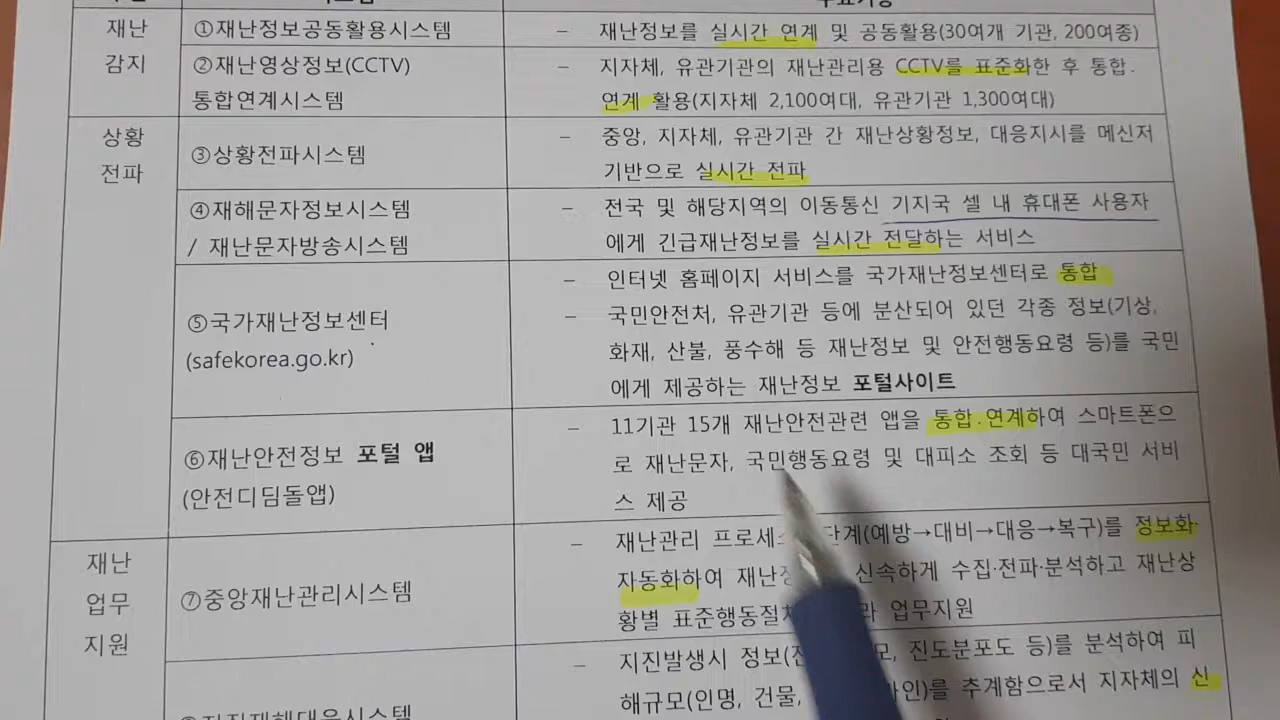 재난
감지
①재난정보공동활용시스템
– 재난정보를 실시간 연계 및 공동활용(30여개 기관, 200여종)
②재난영상정보(CCTV)
통합연계시스템
– 지자체, 유관기관의 재난관리용 CCTV를 표준화한 후 통합·
연계 활용(지자체 2,100여대, 유관기관 1,300여대)
상황
전파
③상황전파시스템
– 중앙, 지자체, 유관기관 간 재난상황정보, 대응지시를 메신저
기반으로 실시간 전파
④재해문자정보시스템
/ 재난문자방송시스템
– 전국 및 해당지역의 이동통신 기지국 셀 내 휴대폰 사용자
에게 긴급재난정보를 실시간 전달하는 서비스
⑤국가재난정보센터
(safekorea.go.kr)
– 인터넷 홈페이지 서비스를 국가재난정보센터로 통합
– 국민안전처, 유관기관 등에 분산되어 있던 각종 정보(기상,
화재, 산불, 풍수해 등 재난정보 및 안전행동요령 등)를 국민
에게 제공하는 재난정보 포털사이트
⑥재난안전정보 포털 앱
(안전디딤돌앱)
– 11기관 15개 재난안전관련 앱을 통합·연계하여 스마트폰으
로 재난문자, 국민행동요령 및 대피소 조회 등 대국민 서비
스 제공
재난
업무
지원
⑦중앙재난관리시스템
– 재난관리 단계(예방→대비→대응→복구)를 정보화·
자동화하여 신속하게 수집·전파·분석하고 재난상
황별 업무지원
– 지진발생시 진도분포도 등)를 분석하여 피
해규모(인명, 건물, 추계함으로서 지자체의 신